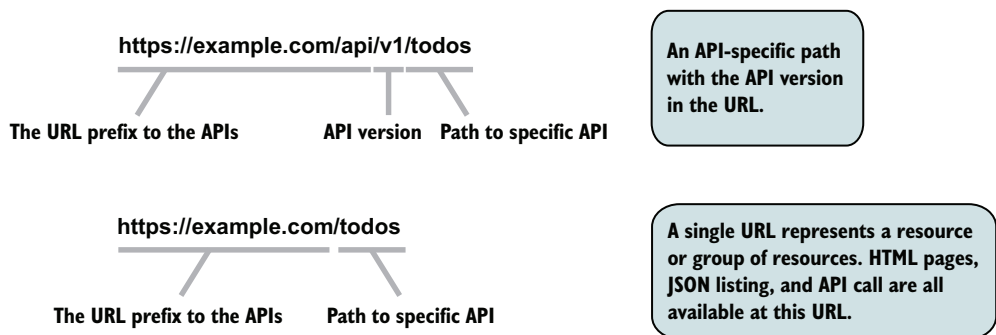 https://example.com/api/v1/todos
The URL prefix to the APIs
API version
Path to specific API
An API-specific path
with the API version
in the URL.
https://example.com/todos
The URL prefix to the APIs
Path to specific API
A single URL represents a resource
or group of resources. HTML pages,
JSON listing, and API call are all
available at this URL.